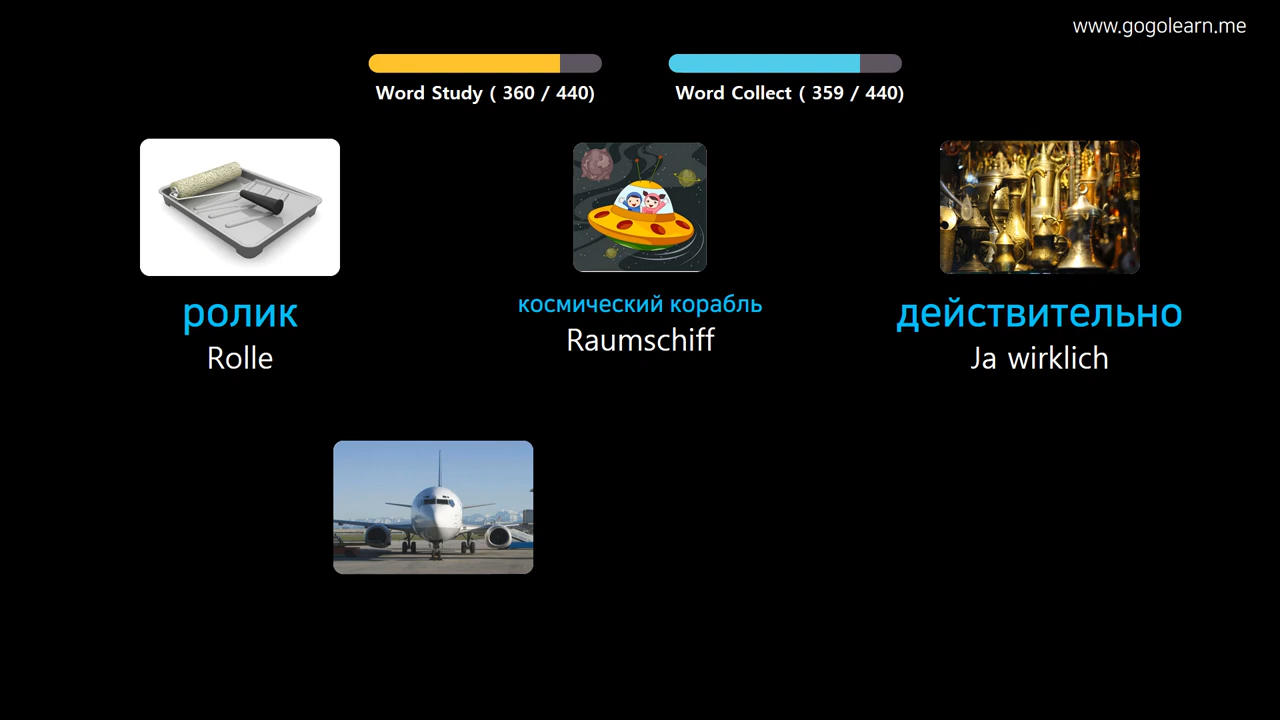 www.gogolearn.me
Word Study ( 360 / 440)
Word Collect ( 359 / 440)
ролик
Rolle
космический корабль
Raumschiff
действительно
Ja wirklich